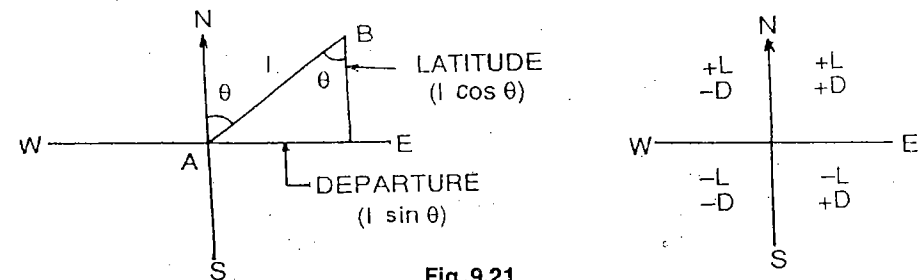 N
B
l
θ
θ
LATITUDE
(l cos θ)
W
A
E
DEPARTURE
(l sin θ)
S
N
+L
-D
+L
+D
W
E
-L
-D
-L
+D
S
Fig. 9.21